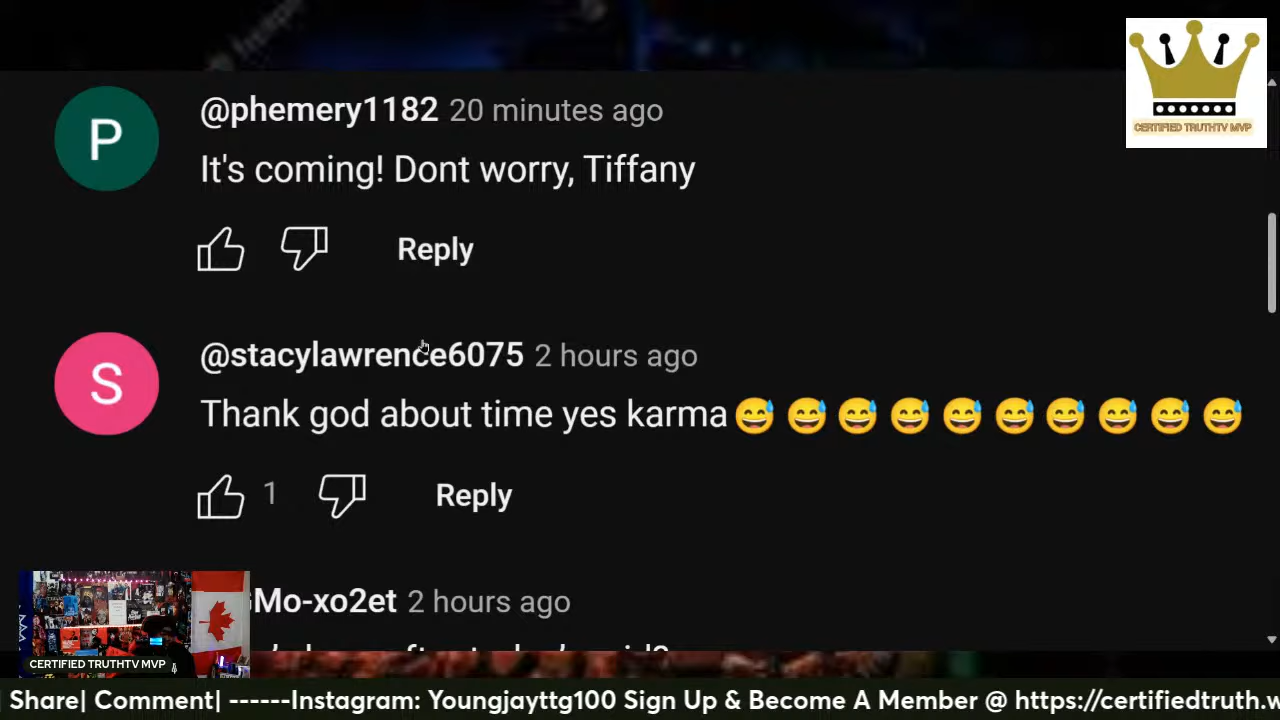 CERTIFIED TRUTHTV MVP
P
@phemery1182 20 minutes ago
It's coming! Dont worry, Tiffany
Reply
S
@stacylawrence6075 2 hours ago
Thank god about time yes karma😅😅😅😅😅😅😅😅😅😅
1 Reply
Mo-xo2et 2 hours ago
CERTIFIED TRUTHTV MVP
| Share| Comment| ------Instagram: Youngjayttg100 Sign Up & Become A Member @ https://certifiedtruth.w